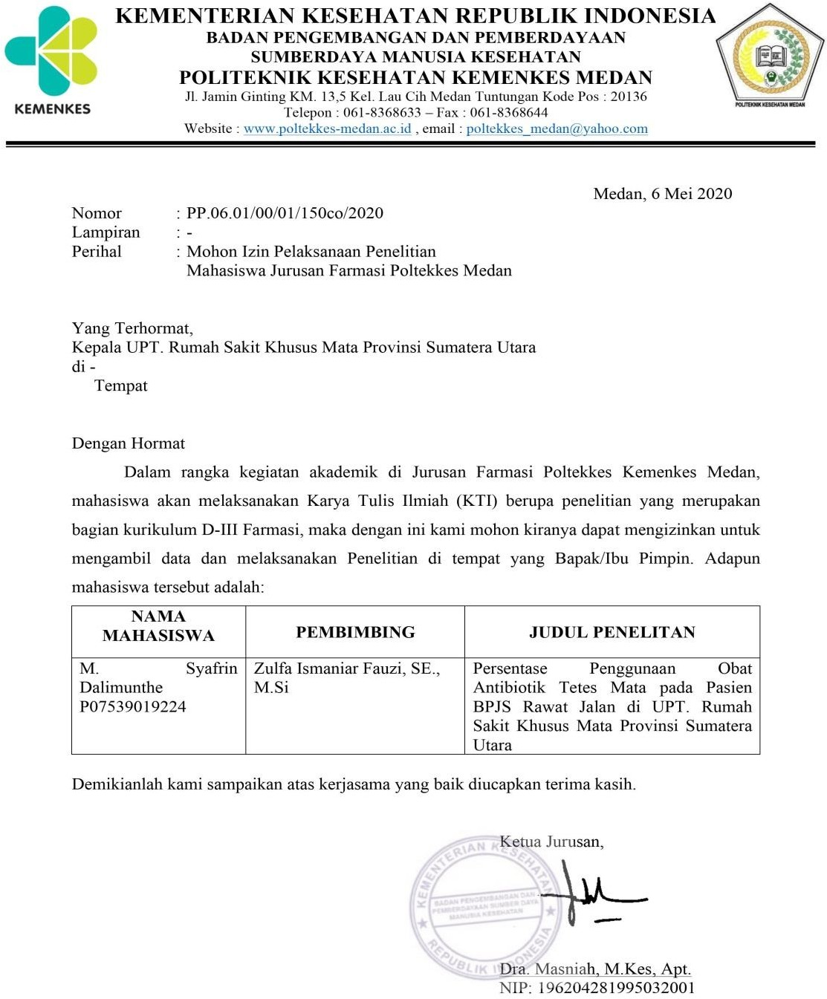 KEMENTERIAN KESEHATAN REPUBLIK INDONESIA
BADAN PENGEMBANGAN DAN PEMBERDAYAAN
SUMBERDAYA MANUSIA KESEHATAN
POLITEKNIK KESEHATAN KEMENKES MEDAN
Jl. Jamin Ginting KM. 13,5 Kel. Lau Cih Medan Tuntungan Kode Pos : 20136
Telepon : 061-8368633 – Fax : 061-8368644
Website : www.poltekkes-medan.ac.id , email : poltekkes_medan@yahoo.com
KEMENKES
POLITEKNIK KESEHATAN MEDAN
Medan, 6 Mei 2020
Nomor : PP.06.01/00/01/150co/2020
Lampiran : -
Perihal : Mohon Izin Pelaksanaan Penelitian
Mahasiswa Jurusan Farmasi Poltekkes Medan
Yang Terhormat,
Kepala UPT. Rumah Sakit Khusus Mata Provinsi Sumatera Utara
di -
Tempat
Dengan Hormat
Dalam rangka kegiatan akademik di Jurusan Farmasi Poltekkes Kemenkes Medan,
mahasiswa akan melaksanakan Karya Tulis Ilmiah (KTI) berupa penelitian yang merupakan
bagian kurikulum D-III Farmasi, maka dengan ini kami mohon kiranya dapat mengizinkan untuk
mengambil data dan melaksanakan Penelitian di tempat yang Bapak/Ibu Pimpin. Adapun
mahasiswa tersebut adalah:
NAMA
MAHASISWA
PEMBIMBING
JUDUL PENELITAN
M. Syafrin
Dalimunthe
P07539019224
Zulfa Ismaniar Fauzi, SE.,
M.Si
Persentase Penggunaan Obat
Antibiotik Tetes Mata pada Pasien
BPJS Rawat Jalan di UPT. Rumah
Sakit Khusus Mata Provinsi Sumatera
Utara
Demikianlah kami sampaikan atas kerjasama yang baik diucapkan terima kasih.
Ketua Jurusan,
KEMENTERIAN KESEHATAN
BADAN PENGEMBANGAN DAN
PEMBERDAYAAN SUMBER DAYA
MANUSIA KESEHATAN
REPUBLIK INDONESIA
Dra. Masniah, M.Kes, Apt.
NIP: 196204281995032001